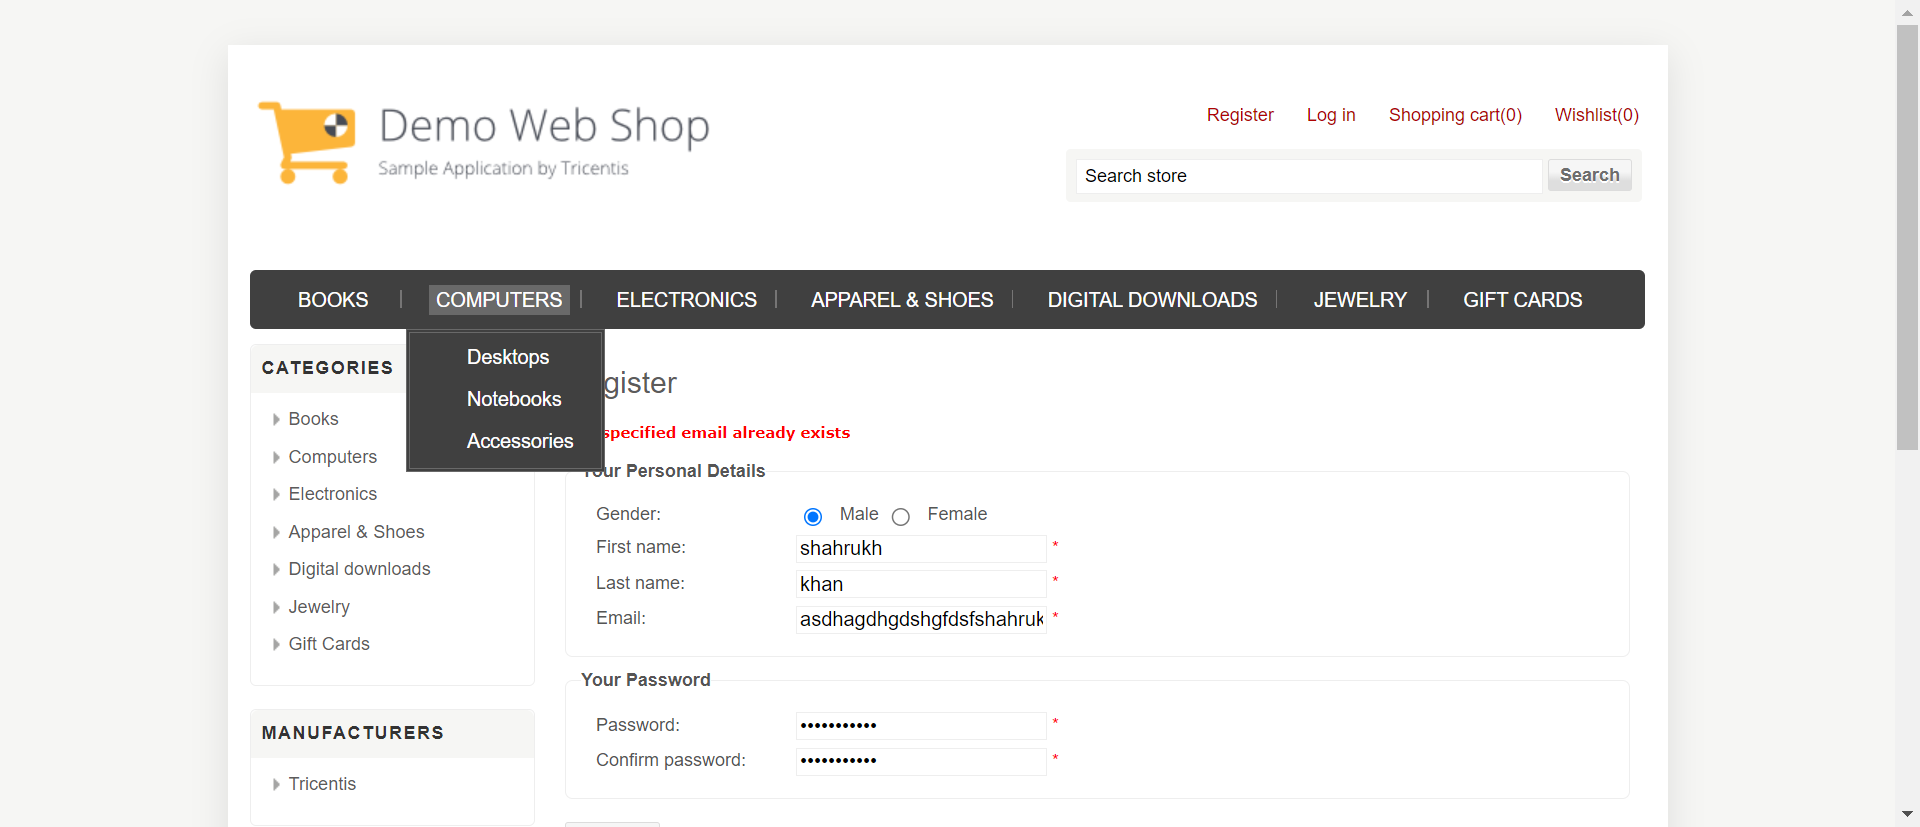 Demo Web Shop
Sample Application by Tricentis
Register Log in Shopping cart(0) Wishlist(0)
Search store Search
BOOKS COMPUTERS ELECTRONICS APPAREL & SHOES DIGITAL DOWNLOADS JEWELRY GIFT CARDS
Desktops
Notebooks
Accessories
CATEGORIES
Books
Computers
Electronics
Apparel & Shoes
Digital downloads
Jewelry
Gift Cards
MANUFACTURERS
Tricentis
gister
specified email already exists
Your Personal Details
Gender: Male Female
First name: shahrukh *
Last name: khan *
Email: asdhagdhgdshgfdsfshahruk *
Your Password
Password: ••••••••••• *
Confirm password: ••••••••••• *